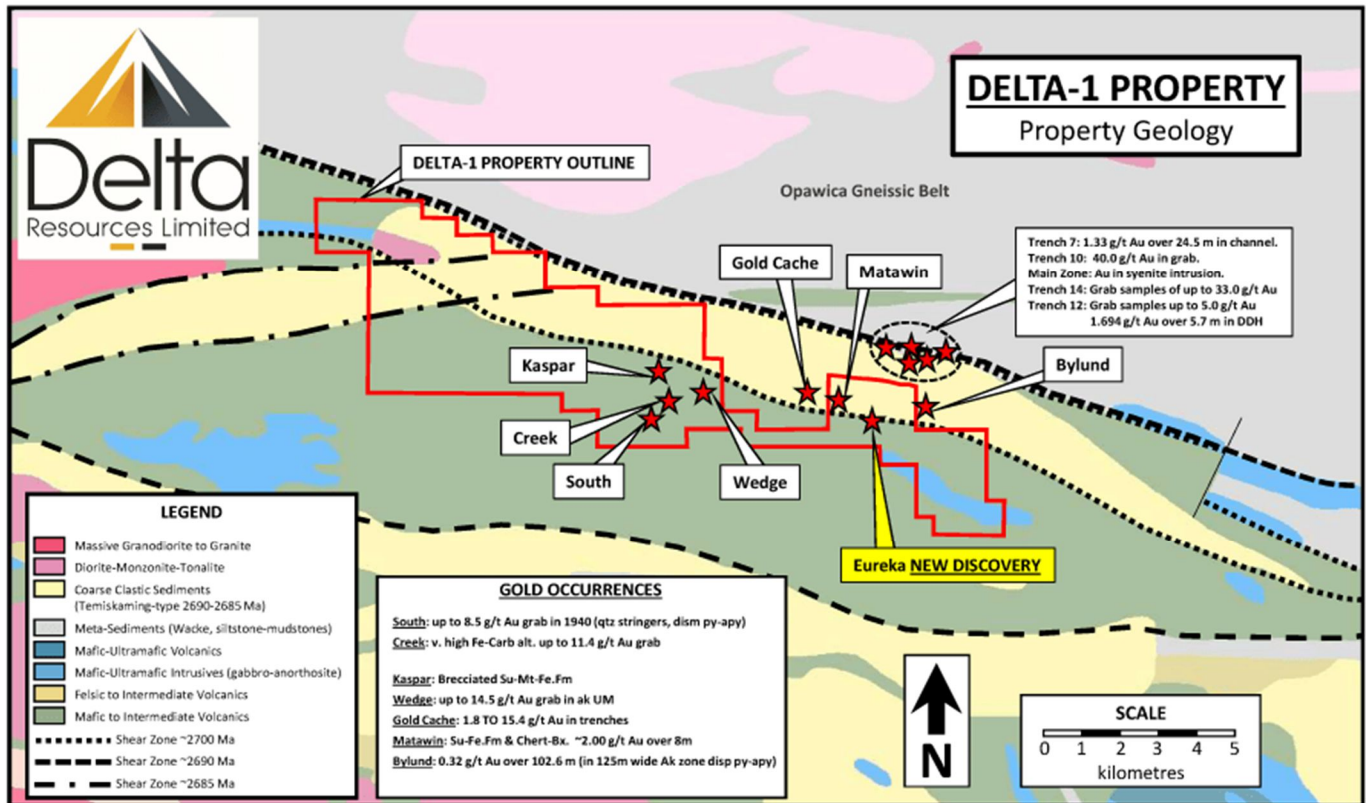 Delta
Resources Limited
DELTA-1 PROPERTY
Property Geology
DELTA-1 PROPERTY OUTLINE
Opawica Gneissic Belt
Trench 7: 1.33 g/t Au over 24.5 m in channel.
Trench 10: 40.0 g/t Au in grab.
Main Zone: Au in syenite intrusion.
Trench 14: Grab samples of up to 33.0 g/t Au
Trench 12: Grab samples up to 5.0 g/t Au
1.694 g/t Au over 5.7 m in DDH
Gold Cache
Matawin
Bylund
Kaspar
Creek
South
Wedge
Eureka NEW DISCOVERY
LEGEND
Massive Granodiorite to Granite
Diorite-Monzonite-Tonalite
Coarse Clastic Sediments
(Temiskaming-type 2690-2685 Ma)
Meta-Sediments (Wacke, siltstone-mudstones)
Mafic-Ultramafic Volcanics
Mafic-Ultramafic Intrusives (gabbro-anorthosite)
Felsic to Intermediate Volcanics
Mafic to Intermediate Volcanics
Shear Zone ~2700 Ma
Shear Zone ~2690 Ma
Shear Zone ~2685 Ma
GOLD OCCURRENCES
South: up to 8.5 g/t Au grab in 1940 (qtz stringers, dism py-apy)
Creek: v. high Fe-Carb alt. up to 11.4 g/t Au grab
Kaspar: Brecciated Su-Mt-Fe.Fm
Wedge: up to 14.5 g/t Au grab in ak UM
Gold Cache: 1.8 TO 15.4 g/t Au in trenches
Matawin: Su-Fe.Fm & Chert-Bx. ~2.00 g/t Au over 8m
Bylund: 0.32 g/t Au over 102.6 m (in 125m wide Ak zone disp py-apy)
N
SCALE
0 1 2 3 4 5
kilometres